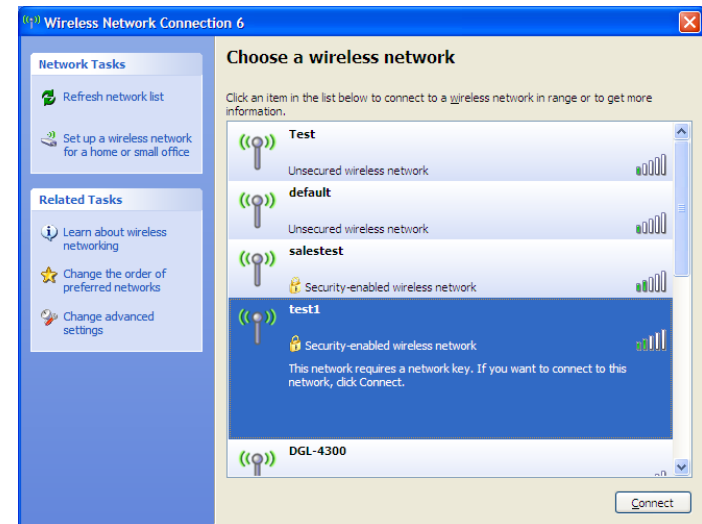 Wireless Network Connection 6
Network Tasks
Refresh network list
Set up a wireless network
for a home or small office
Related Tasks
Learn about wireless
networking
Change the order of
preferred networks
Change advanced
settings
Choose a wireless network
Click an item in the list below to connect to a wireless network in range or to get more
information.
Test
Unsecured wireless network
default
Unsecured wireless network
salestest
Security-enabled wireless network
test1
Security-enabled wireless network
This network requires a network key. If you want to connect to this
network, click Connect.
DGL-4300
Connect